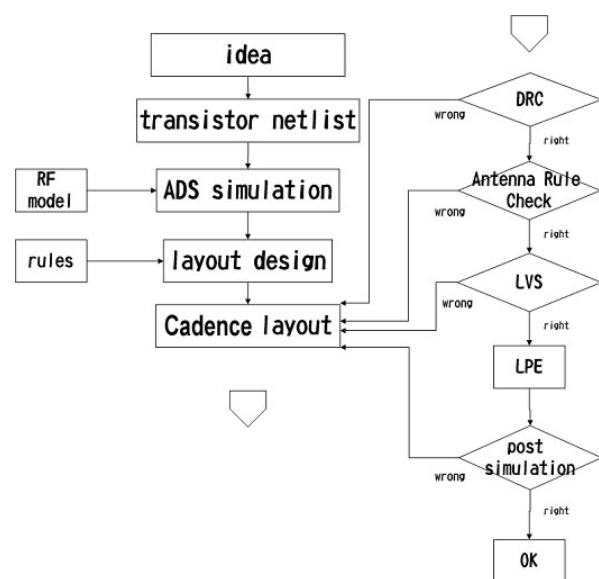 idea
transistor netlist
RF
model
ADS simulation
rules
layout design
Cadence layout
DRC
wrong
right
Antenna Rule
Check
wrong
right
LVS
wrong
right
LPE
post
simulation
wrong
right
OK